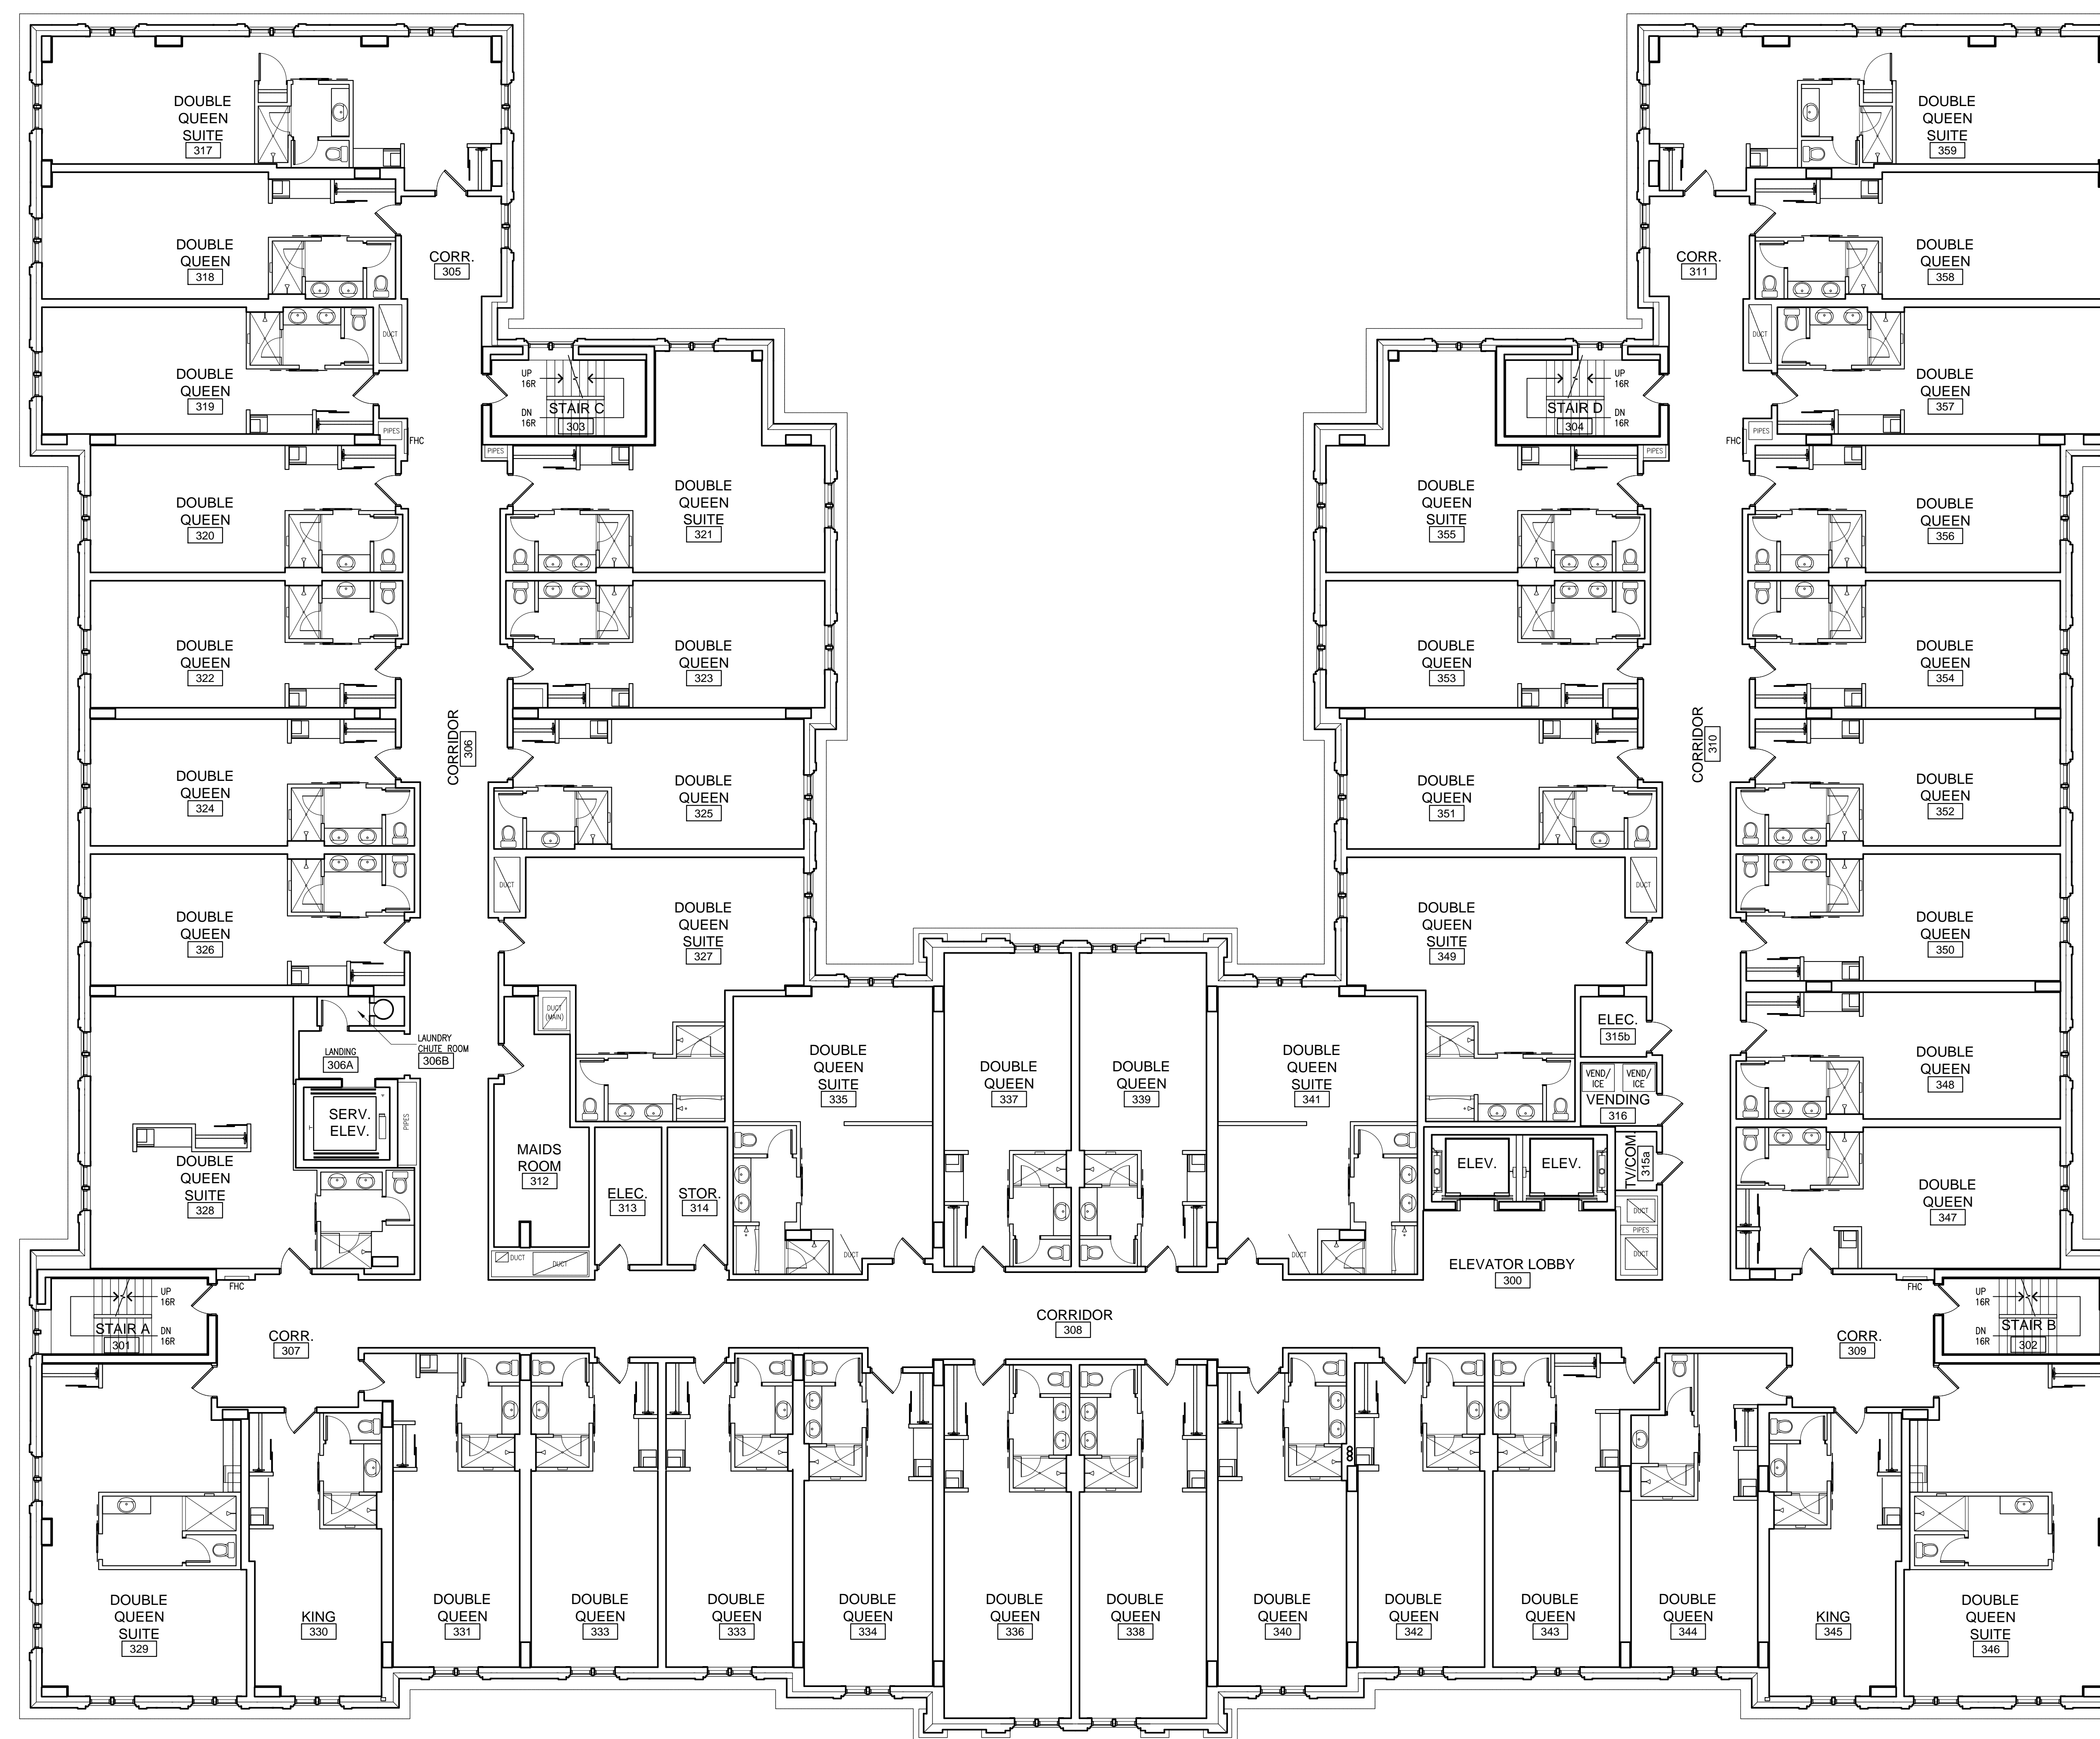 DOUBLE
QUEEN
SUITE
317
DOUBLE
QUEEN
SUITE
359
DOUBLE
QUEEN
318
CORR.
305
CORR.
311
DOUBLE
QUEEN
358
DUCT
DUCT
DOUBLE
QUEEN
319
UP
16R
DN
16R
STAIR C
303
UP
16R
DN
16R
STAIR D
304
DOUBLE
QUEEN
357
PIPES
FHC
PIPES
PIPES
FHC
PIPES
DOUBLE
QUEEN
320
DOUBLE
QUEEN
SUITE
321
DOUBLE
QUEEN
SUITE
355
DOUBLE
QUEEN
356
DOUBLE
QUEEN
322
DOUBLE
QUEEN
323
DOUBLE
QUEEN
353
DOUBLE
QUEEN
354
CORRIDOR
306
CORRIDOR
310
DOUBLE
QUEEN
324
DOUBLE
QUEEN
325
DOUBLE
QUEEN
351
DOUBLE
QUEEN
352
DUCT
DUCT
DOUBLE
QUEEN
326
DOUBLE
QUEEN
SUITE
327
DOUBLE
QUEEN
SUITE
349
DOUBLE
QUEEN
350
DUCT
(MAIN)
LAUNDRY
CHUTE ROOM
306B
LANDING
306A
ELEC.
315b
DOUBLE
QUEEN
SUITE
335
DOUBLE
QUEEN
337
DOUBLE
QUEEN
339
DOUBLE
QUEEN
SUITE
341
DOUBLE
QUEEN
348
VEND/
ICE
VEND/
ICE
VENDING
316
SERV.
ELEV.
PIPES
MAIDS
ROOM
312
ELEV.
ELEV.
TV/COM.
315a
DOUBLE
QUEEN
SUITE
328
ELEC.
313
STOR.
314
DOUBLE
QUEEN
347
DUCT
PIPES
DUCT
DUCT
DUCT
DUCT
DUCT
ELEVATOR LOBBY
300
FHC
FHC
UP
16R
DN
16R
STAIR A
301
CORR.
307
CORRIDOR
308
CORR.
309
UP
16R
DN
16R
STAIR B
302
DOUBLE
QUEEN
SUITE
329
KING
330
DOUBLE
QUEEN
331
DOUBLE
QUEEN
333
DOUBLE
QUEEN
333
DOUBLE
QUEEN
334
DOUBLE
QUEEN
336
DOUBLE
QUEEN
338
DOUBLE
QUEEN
340
DOUBLE
QUEEN
342
DOUBLE
QUEEN
343
DOUBLE
QUEEN
344
KING
345
DOUBLE
QUEEN
SUITE
346